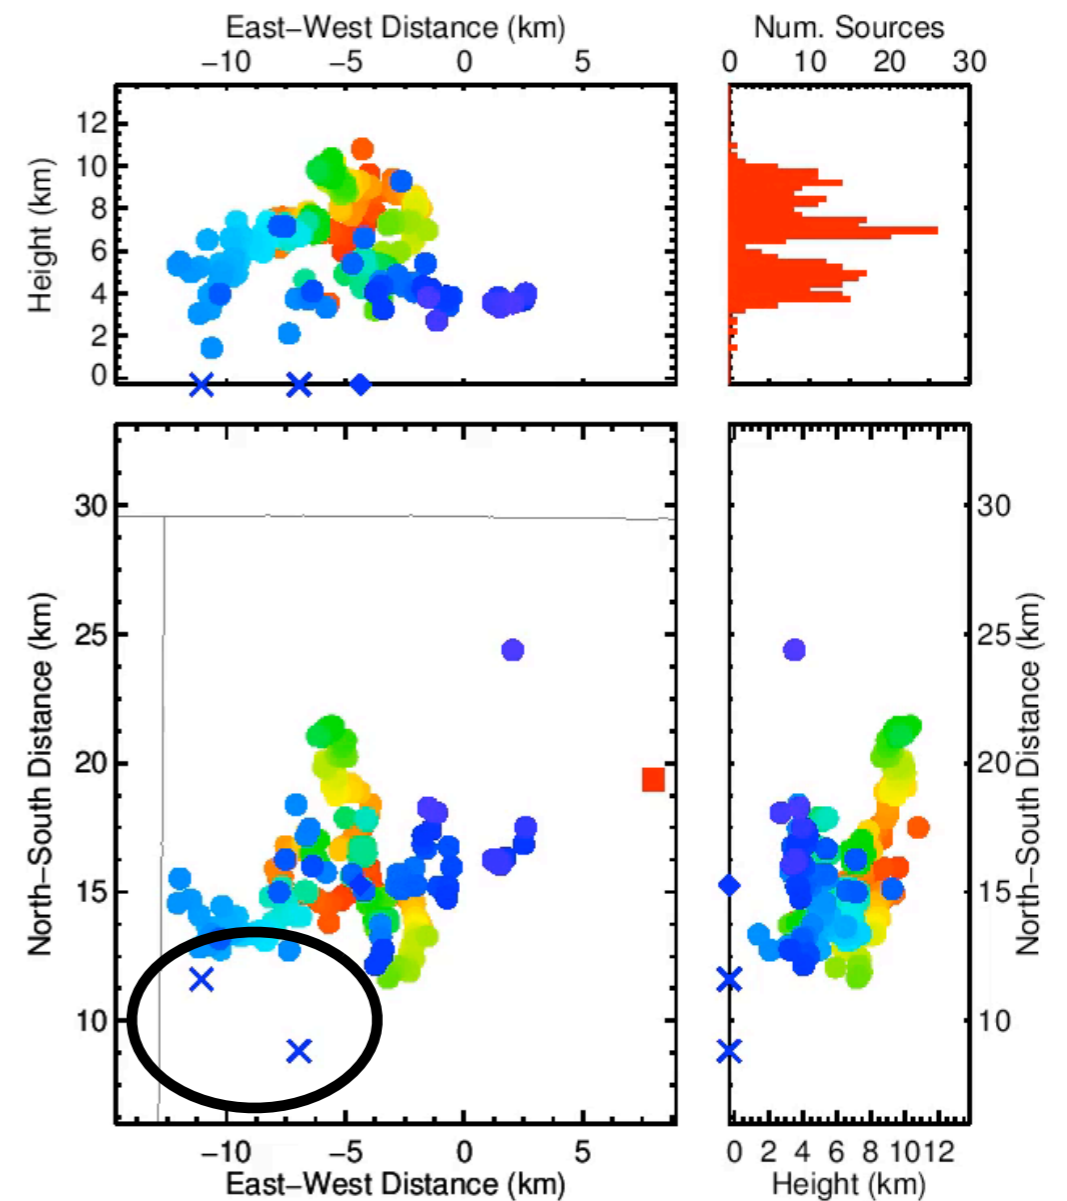 East−West Distance (km)
−10 −5 0 5
Num. Sources
0 10 20 30
Height (km)
12
10
8
6
4
2
0
North−South Distance (km)
30
25
20
15
10
−10 −5 0 5
East−West Distance (km)
30
25
20
15
10
North−South Distance (km)
0 2 4 6 8 10 12
Height (km)